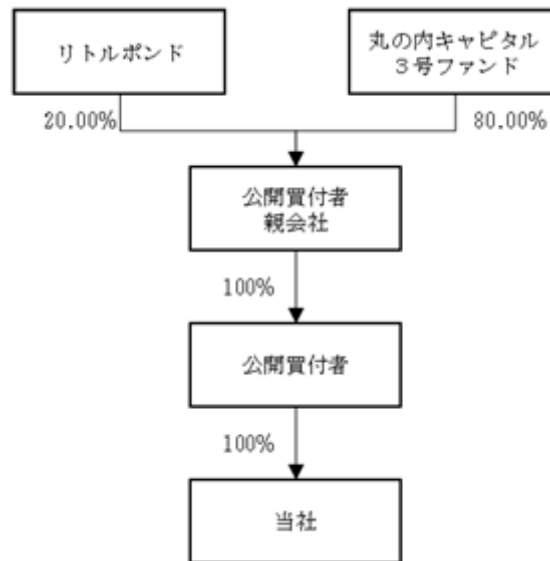 リトルポンド
丸の内キャピタル
３号ファンド
20.00%
80.00%
公開買付者
親会社
100%
公開買付者
100%
当社